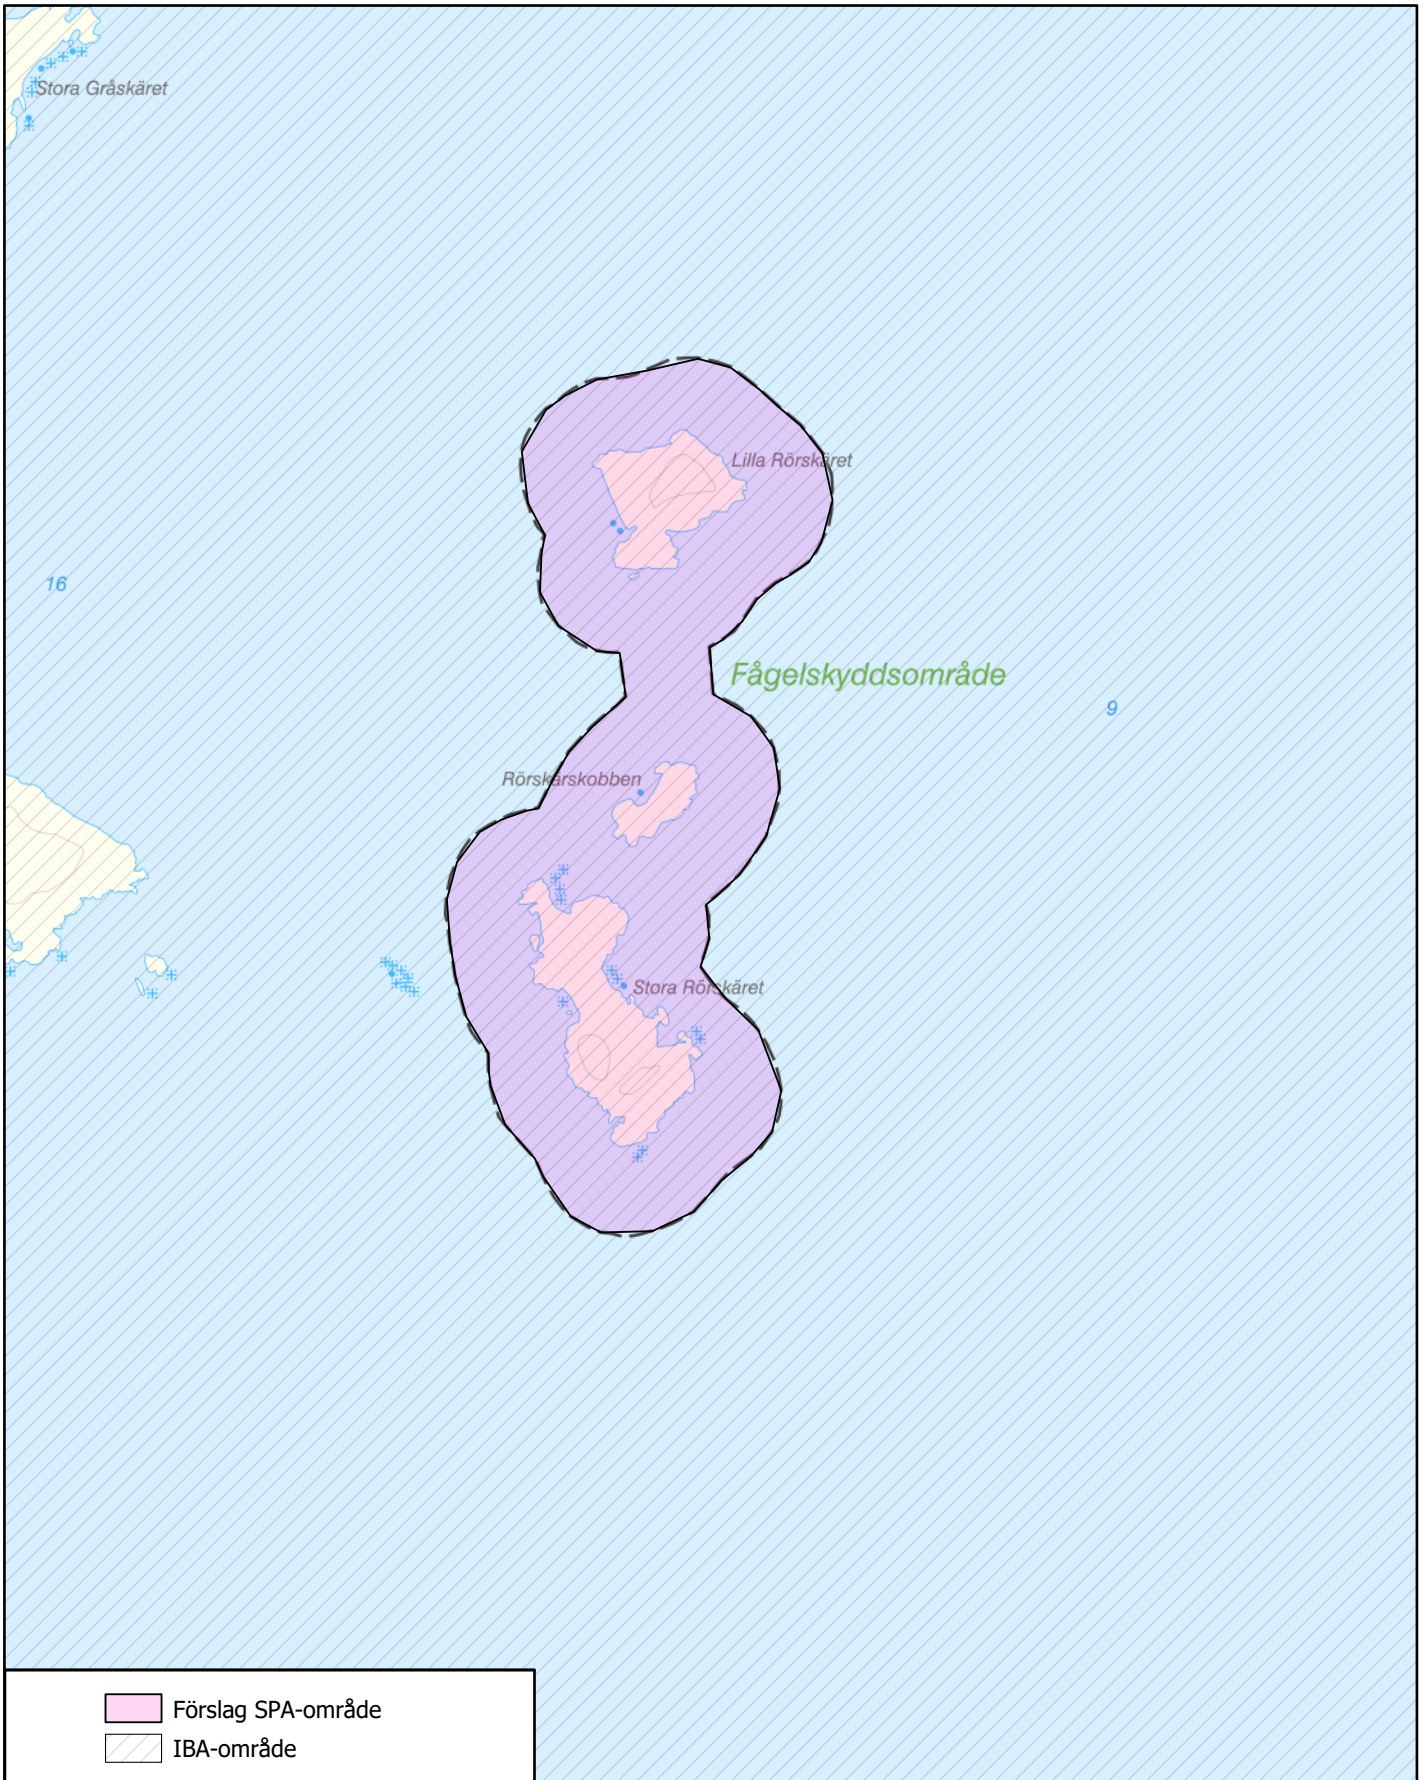 Stora Gråskäret
Lilla Rörskäret
16
Fågelskyddsområde
9
Rörskärskobben
Stora Rörskäret
Förslag SPA-område
IBA-område